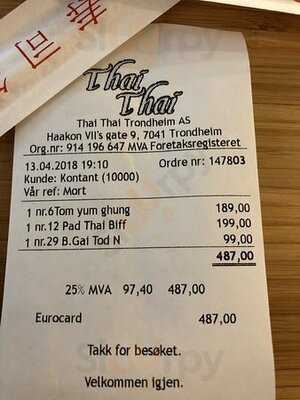 寿司
Thai
Thai
Thai Thai Trondheim AS
Haakon VII's gate 9, 7041 Trondheim
Org.nr: 914 196 647 MVA Foretaksregisteret
13.04.2018 19:10 Ordre nr: 147803
Kunde: Kontant (10000)
Vår ref: Mort
1 nr.6Tom yum ghung 189,00
1 nr.12 Pad Thai Biff 199,00
1 nr.29 B.Gai Tod N 99,00
487,00
25% MVA 97,40 487,00
Eurocard 487,00
Takk for besøket.
Velkommen igjen.